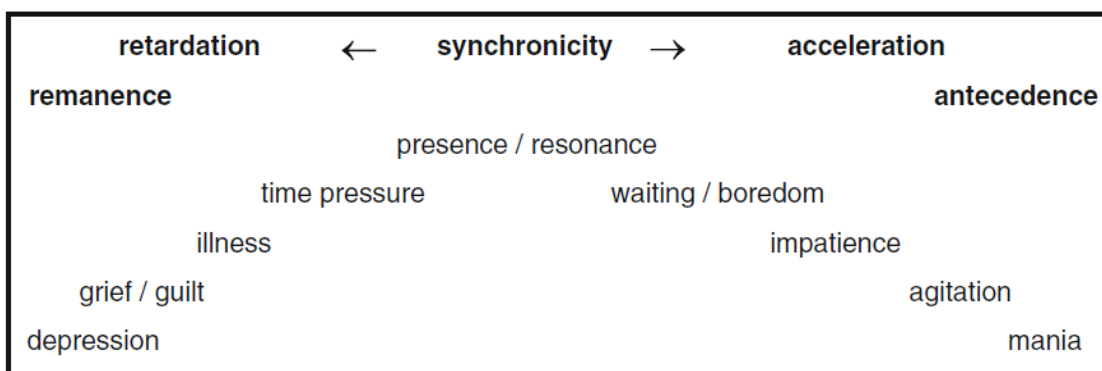 retardation ← synchronicity → acceleration
remanence antecedence
presence / resonance
time pressure waiting / boredom
illness impatience
grief / guilt agitation
depression mania